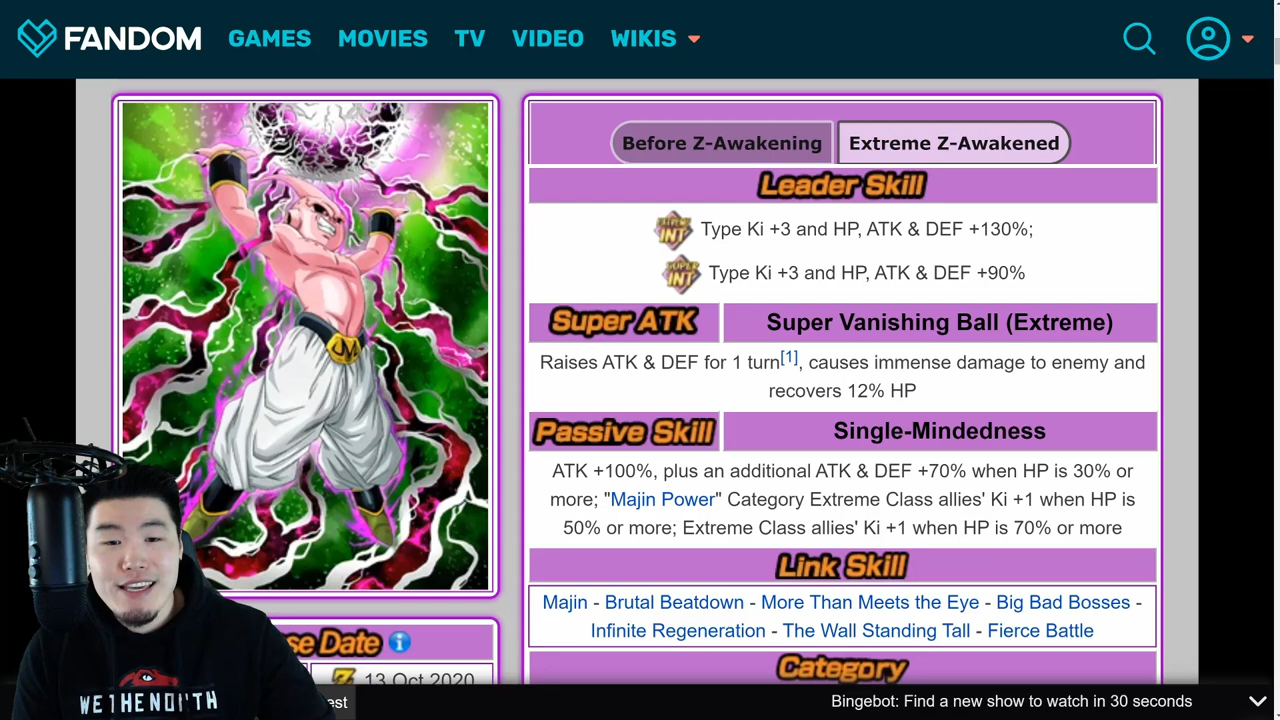 FANDOM GAMES MOVIES TV VIDEO WIKIS
Before Z-Awakening Extreme Z-Awakened
Leader Skill
EXTREME INT Type Ki +3 and HP, ATK & DEF +130%;
SUPER INT Type Ki +3 and HP, ATK & DEF +90%
Super ATK Super Vanishing Ball (Extreme)
Raises ATK & DEF for 1 turn[1], causes immense damage to enemy and
recovers 12% HP
Passive Skill Single-Mindedness
ATK +100%, plus an additional ATK & DEF +70% when HP is 30% or
more; "Majin Power" Category Extreme Class allies' Ki +1 when HP is
50% or more; Extreme Class allies' Ki +1 when HP is 70% or more
Link Skill
Majin - Brutal Beatdown - More Than Meets the Eye - Big Bad Bosses -
Infinite Regeneration - The Wall Standing Tall - Fierce Battle
Category
se Date
Z 13 Oct 2020
est
Bingebot: Find a new show to watch in 30 seconds
WE THE NORTH